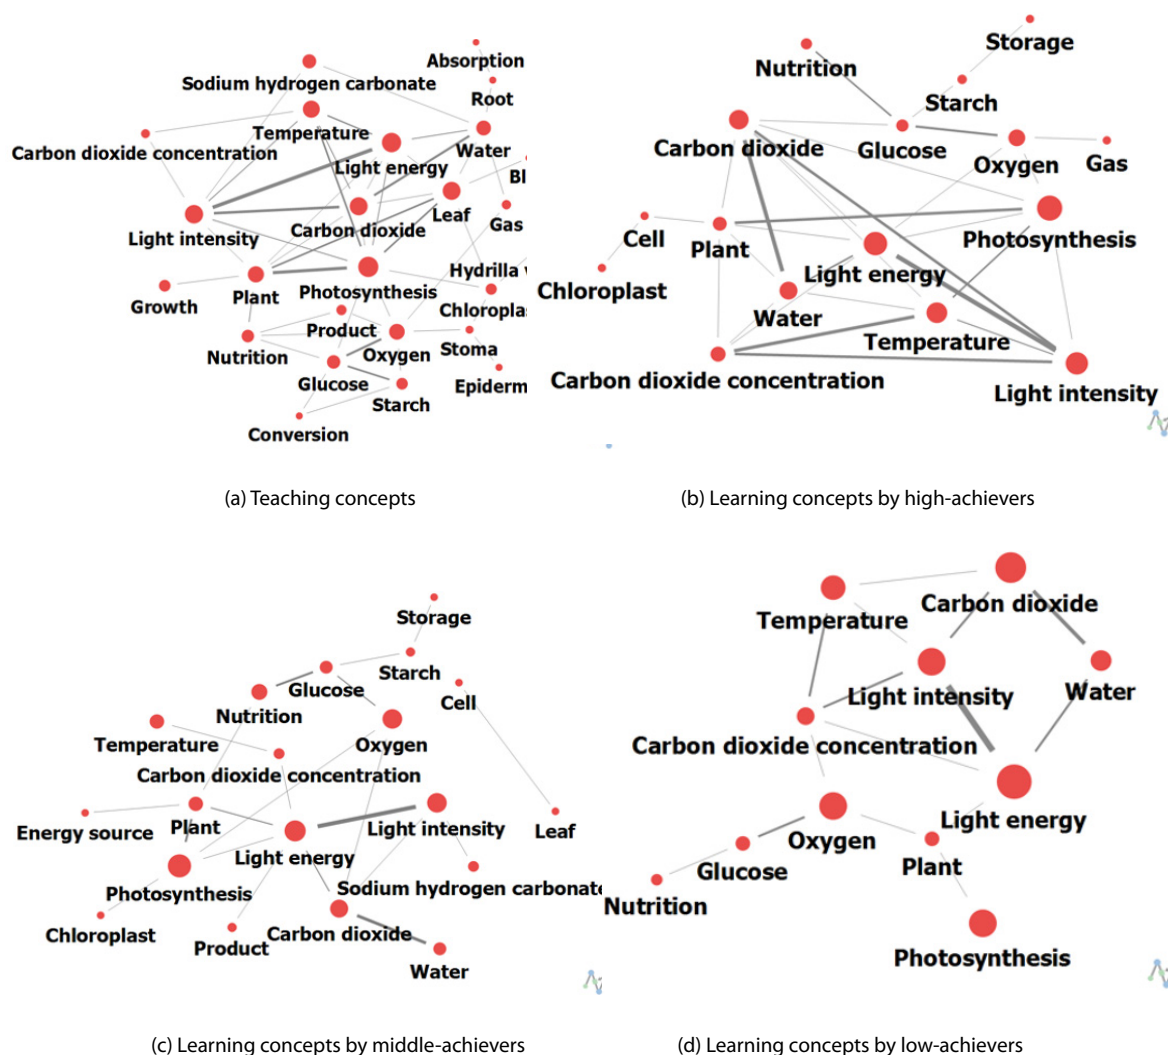 Absorption
Sodium hydrogen carbonate
Root
Temperature
Water
Carbon dioxide concentration
Light energy
Bl
Leaf
Gas
Light intensity
Carbon dioxide
Hydrilla v
Growth
Plant
Photosynthesis
Chloroplas
Product
Nutrition
Oxygen
Stoma
Glucose
Epiderm
Starch
Conversion
(a) Teaching concepts
Storage
Nutrition
Starch
Carbon dioxide
Glucose
Oxygen
Gas
Cell
Plant
Photosynthesis
Light energy
Chloroplast
Water
Temperature
Carbon dioxide concentration
Light intensity
(b) Learning concepts by high-achievers
Storage
Starch
Glucose
Cell
Nutrition
Temperature
Oxygen
Carbon dioxide concentration
Energy source
Plant
Light intensity
Leaf
Light energy
Photosynthesis
Sodium hydrogen carbonate
Chloroplast
Product
Carbon dioxide
Water
(c) Learning concepts by middle-achievers
Carbon dioxide
Temperature
Light intensity
Water
Carbon dioxide concentration
Light energy
Oxygen
Plant
Glucose
Nutrition
Photosynthesis
(d) Learning concepts by low-achievers